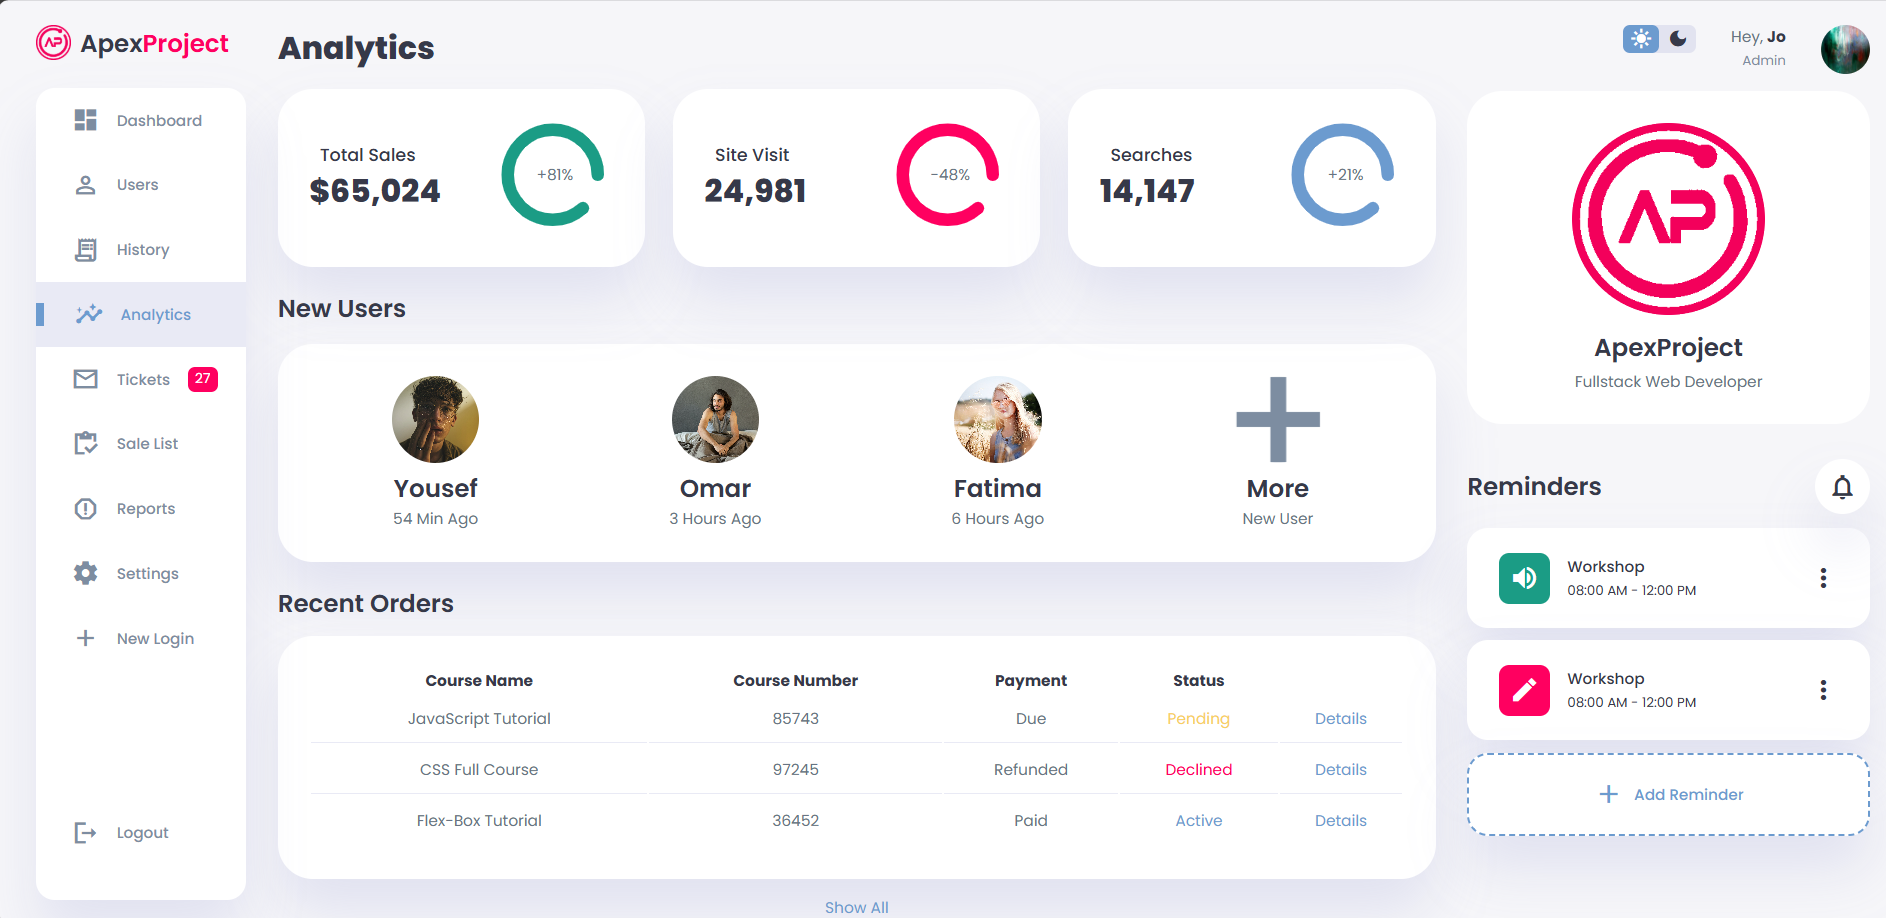 AP ApexProject
Dashboard
Users
History
Analytics
Tickets 27
Sale List
Reports
Settings
New Login
Logout
Analytics
Total Sales
$65,024
+81%
Site Visit
24,981
-48%
Searches
14,147
+21%
New Users
Yousef
54 Min Ago
Omar
3 Hours Ago
Fatima
6 Hours Ago
More
New User
Recent Orders
Course Name Course Number Payment Status
JavaScript Tutorial 85743 Due Pending Details
CSS Full Course 97245 Refunded Declined Details
Flex-Box Tutorial 36452 Paid Active Details
Show All
Hey, Jo
Admin
AP
ApexProject
Fullstack Web Developer
Reminders
Workshop
08:00 AM - 12:00 PM
Workshop
08:00 AM - 12:00 PM
Add Reminder